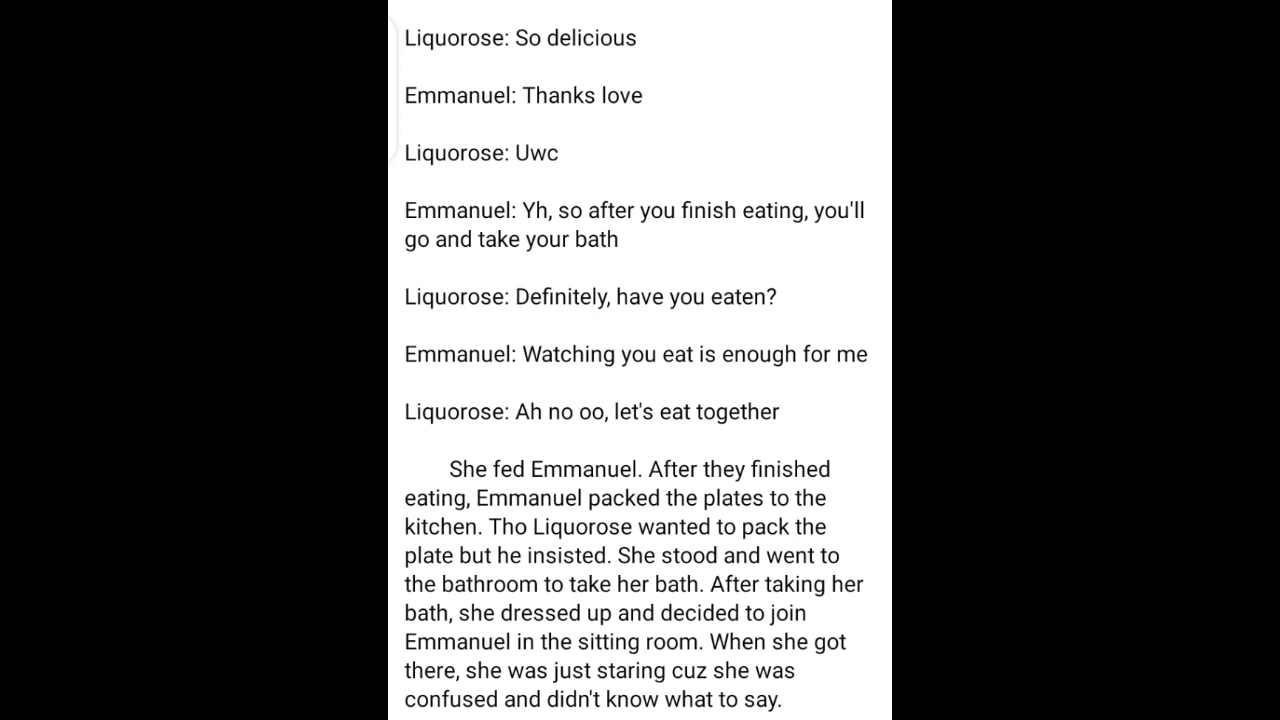 Liquorose: So delicious
Emmanuel: Thanks love
Liquorose: Uwc
Emmanuel: Yh, so after you finish eating, you'll
go and take your bath
Liquorose: Definitely, have you eaten?
Emmanuel: Watching you eat is enough for me
Liquorose: Ah no oo, let's eat together
She fed Emmanuel. After they finished
eating, Emmanuel packed the plates to the
kitchen. Tho Liquorose wanted to pack the
plate but he insisted. She stood and went to
the bathroom to take her bath. After taking her
bath, she dressed up and decided to join
Emmanuel in the sitting room. When she got
there, she was just staring cuz she was
confused and didn't know what to say.